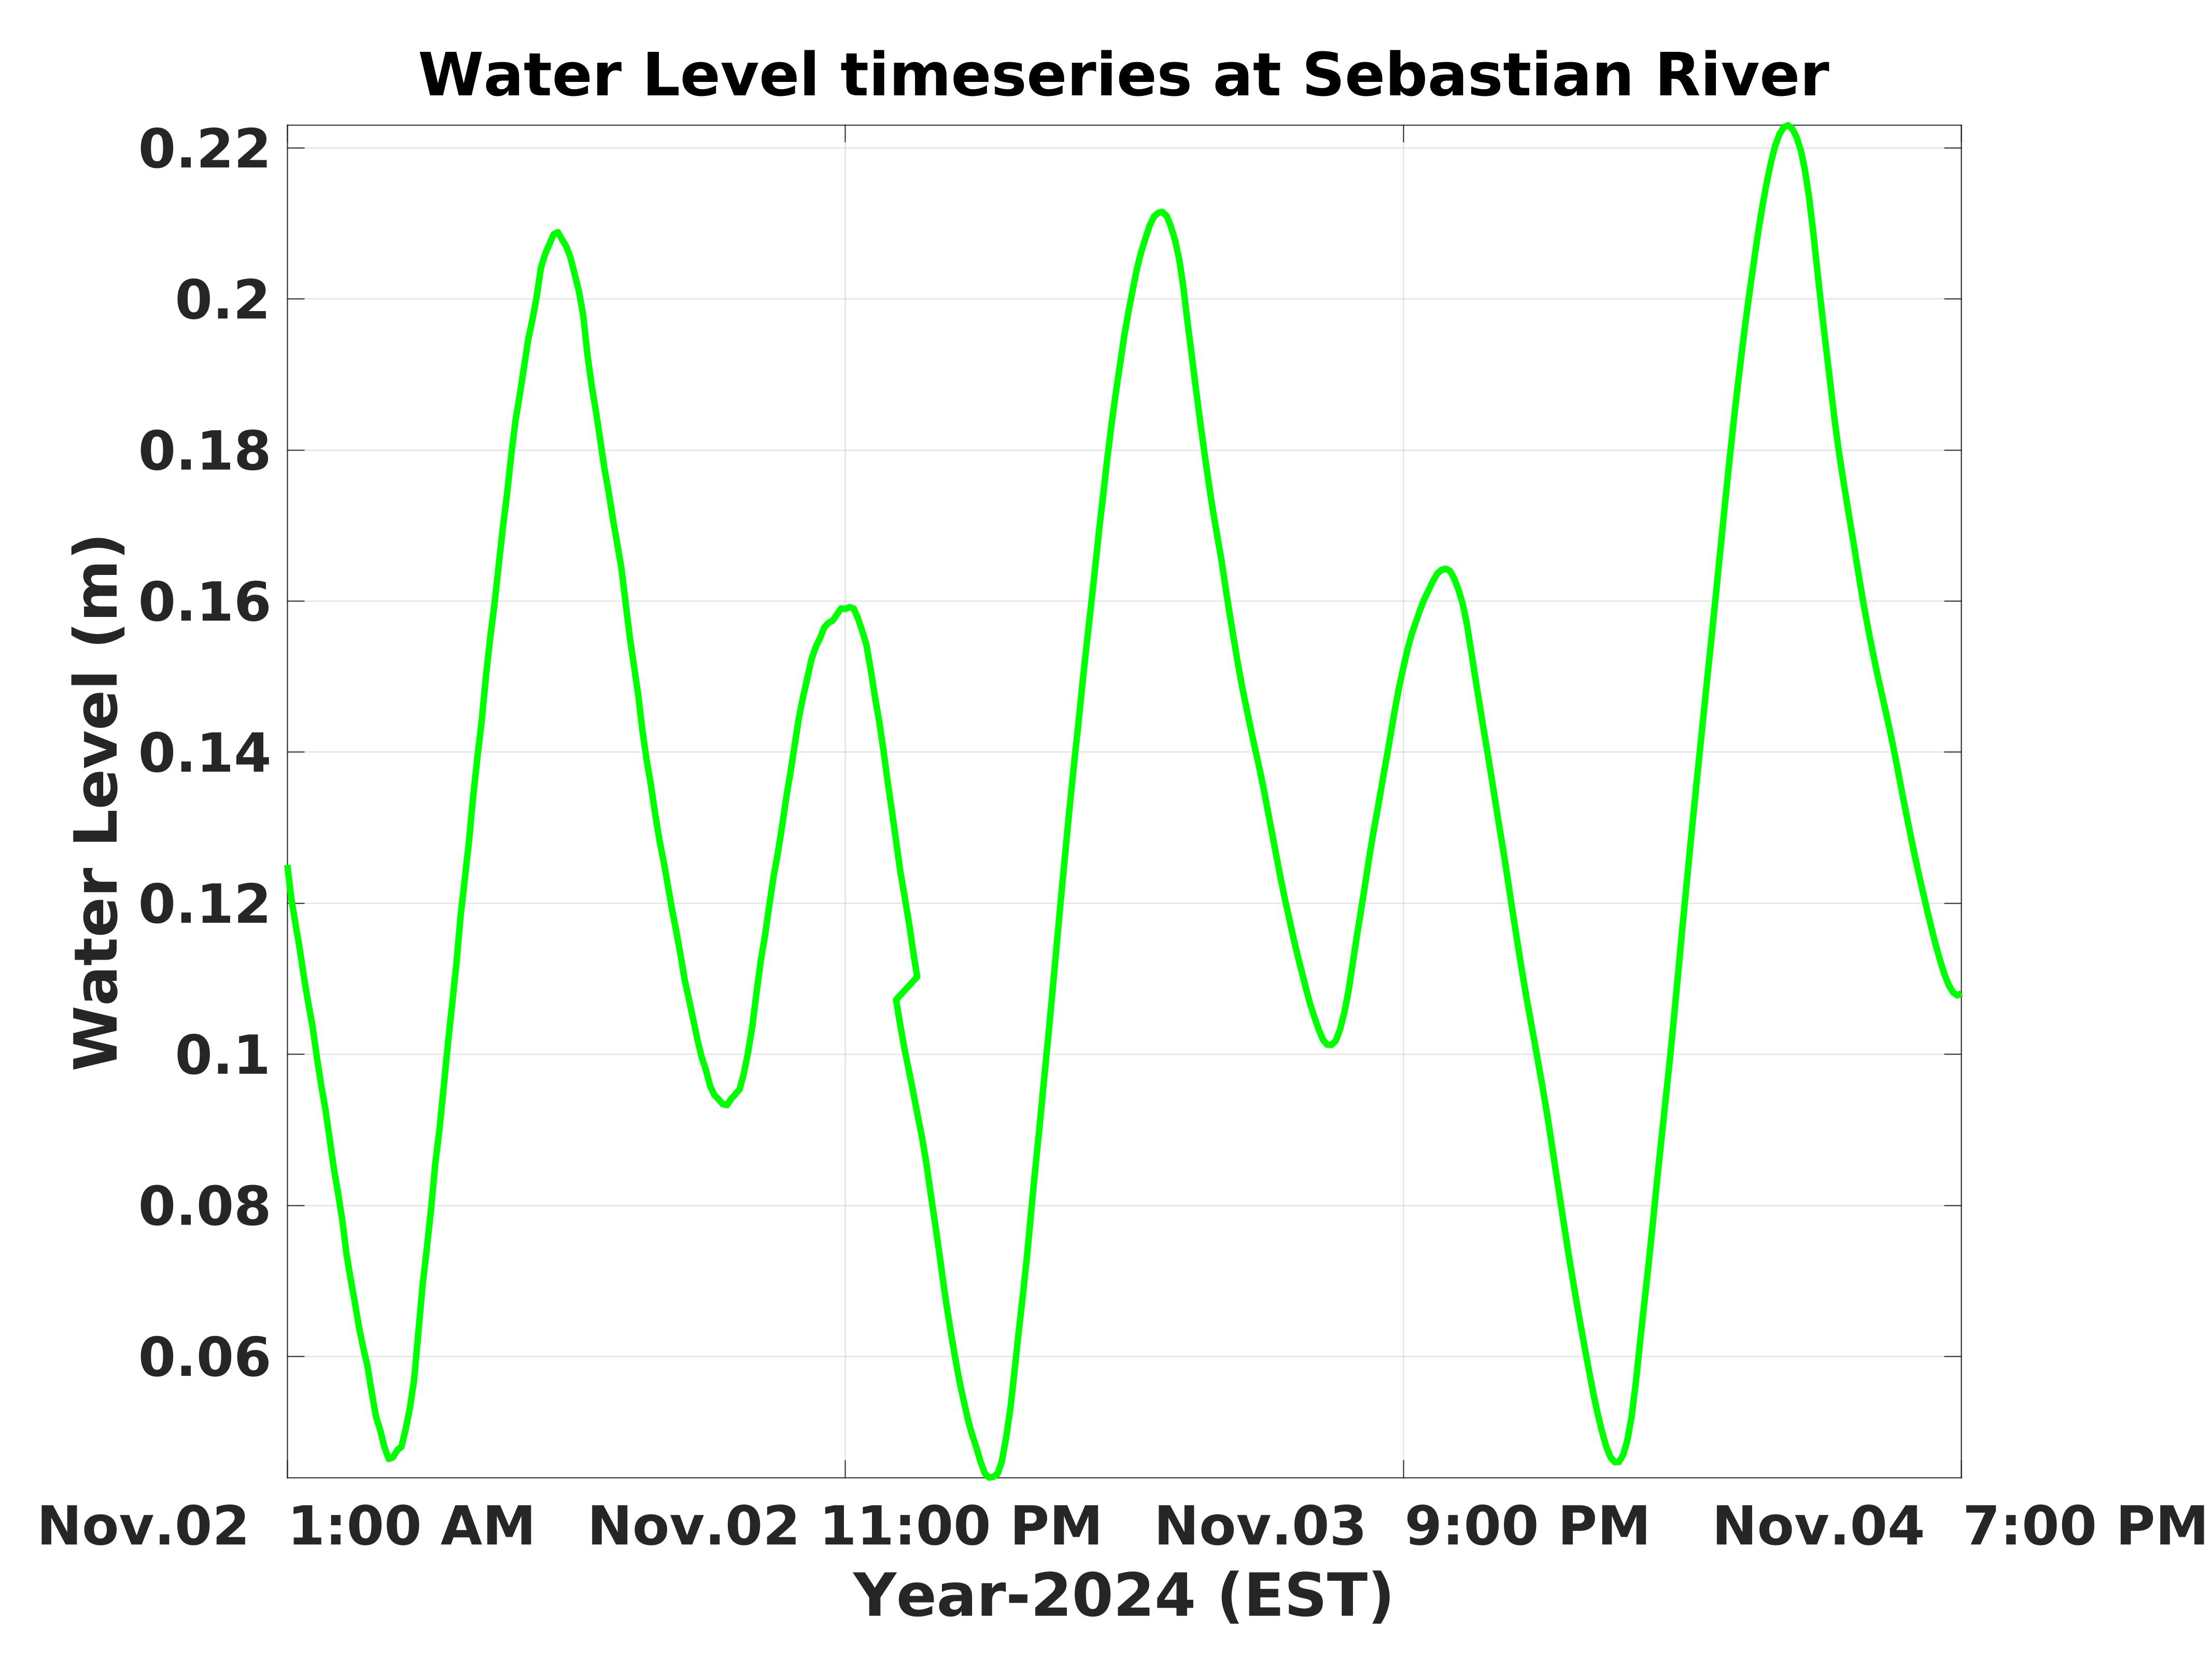 Water Level timeseries at Sebastian River
Water Level (m)
0.22
0.2
0.18
0.16
0.14
0.12
0.1
0.08
0.06
Nov.02 1:00 AM Nov.02 11:00 PM Nov.03 9:00 PM Nov.04 7:00 PM
Year-2024 (EST)